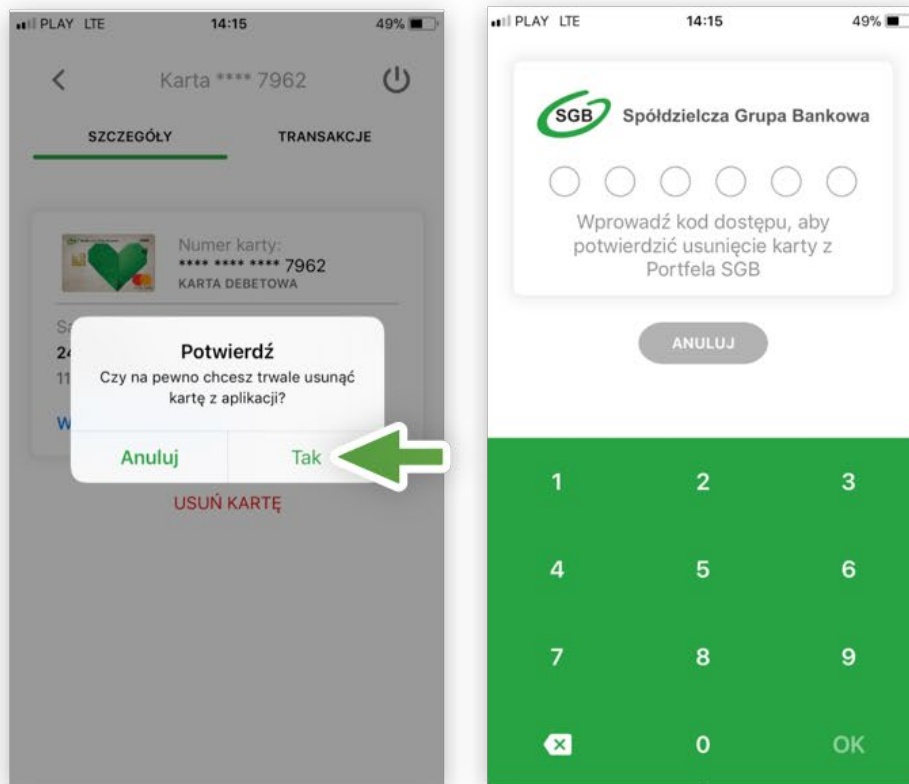 PLAY LTE 14:15 49%
Karta **** 7962
SZCZEGÓŁY TRANSAKCJE
Numer karty:
**** **** **** 7962
KARTA DEBETOWA
Sa
24
11
W
Potwierdź
Czy na pewno chcesz trwale usunąć
kartę z aplikacji?
Anuluj Tak
USUŃ KARTĘ
PLAY LTE 14:15 49%
SGB Spółdzielcza Grupa Bankowa
Wprowadź kod dostępu, aby
potwierdzić usunięcie karty z
Portfela SGB
ANULUJ
1 2 3
4 5 6
7 8 9
0 OK